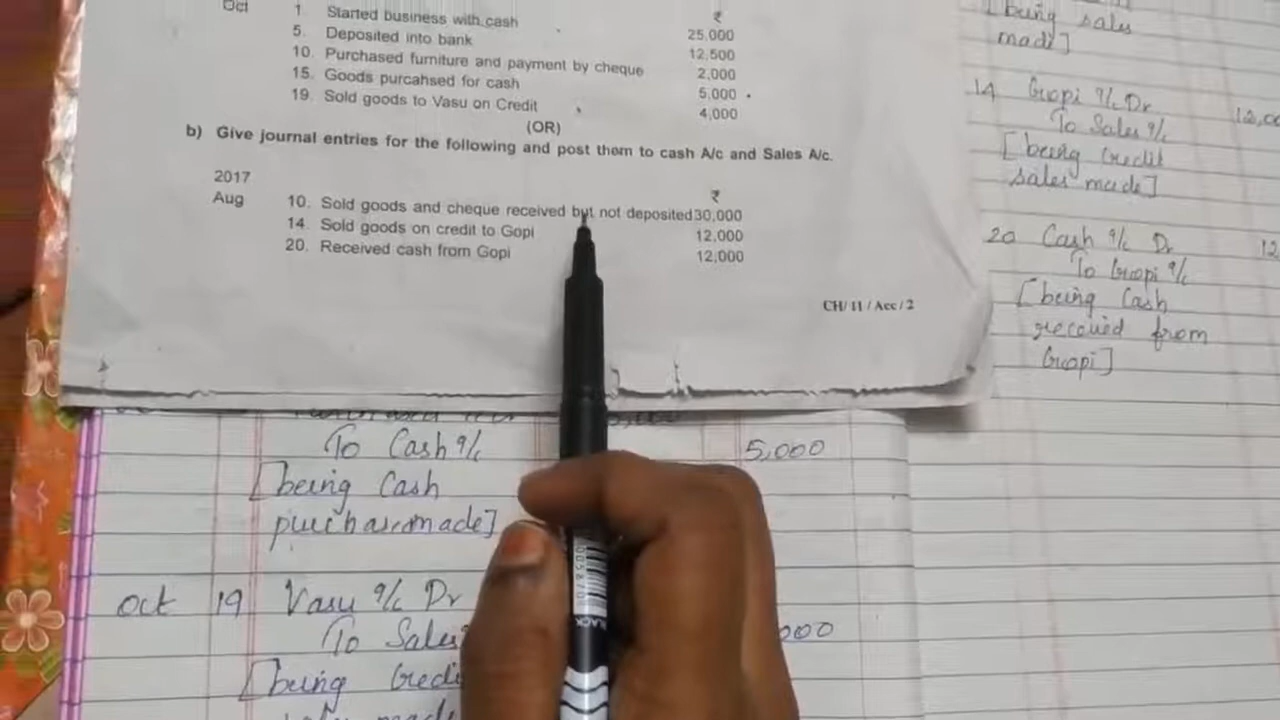 Oct 1. Started business with cash ₹ 25,000
5. Deposited into bank 12,500
10. Purchased furniture and payment by cheque 2,000
15. Goods purcahsed for cash 5,000
19. Sold goods to Vasu on Credit 4,000
(OR)
b) Give journal entries for the following and post them to cash A/c and Sales A/c.
2017 ₹
Aug 10. Sold goods and cheque received but not deposited 30,000
14. Sold goods on credit to Gopi 12,000
20. Received cash from Gopi 12,000
CH/ 11 / Acc / 2
[being sales
made]
14 Gopi a/c Dr
To Sales a/c
[being credit
sales made]
20 Cash a/c Dr
To Gopi a/c
[being Cash
received from
Gopi]
To Cash a/c 5,000
[being Cash
purchase made]
Oct 19 Vasu a/c Dr
To Sales
[being
BLACK